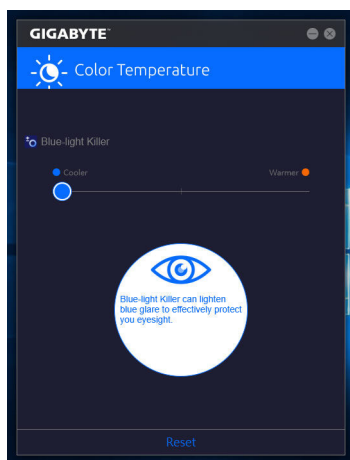 GIGABYTE™
Color Temperature
Blue-light Killer
Cooler
Warmer
Blue-light Killer can lighten
blue glare to effectively protect
you eyesight.
Reset